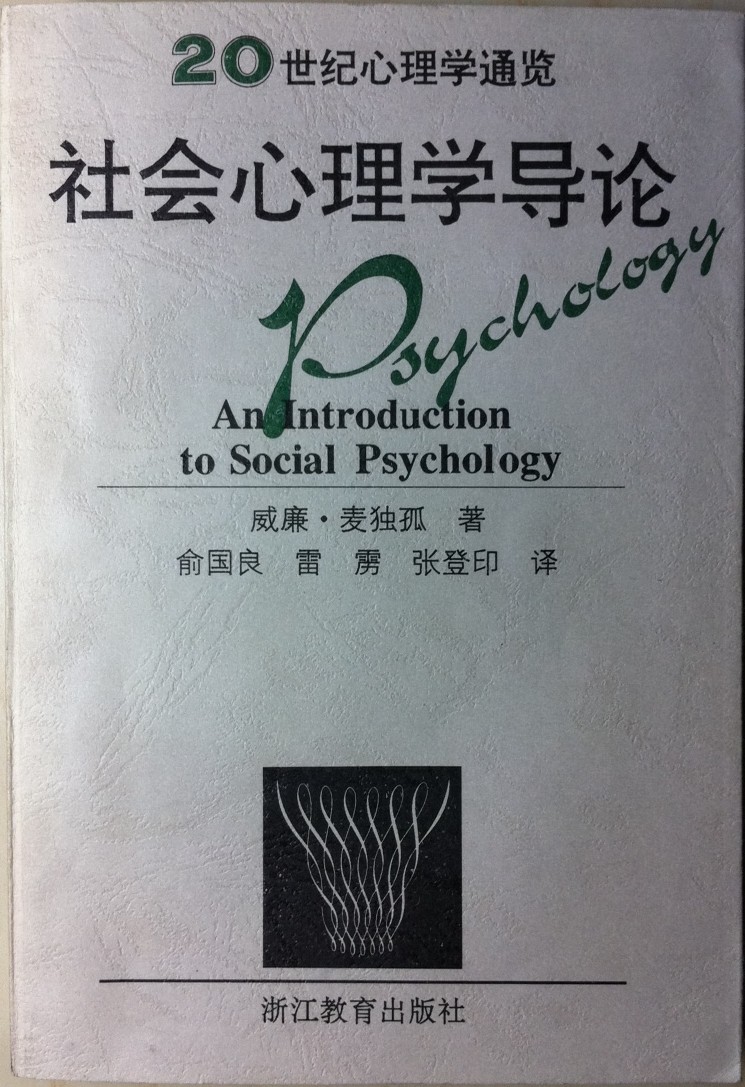 20世纪心理学通览
社会心理学导论
Psychology
An Introduction
to Social Psychology
威廉·麦独孤 著
俞国良 雷雳 张登印 译
浙江教育出版社